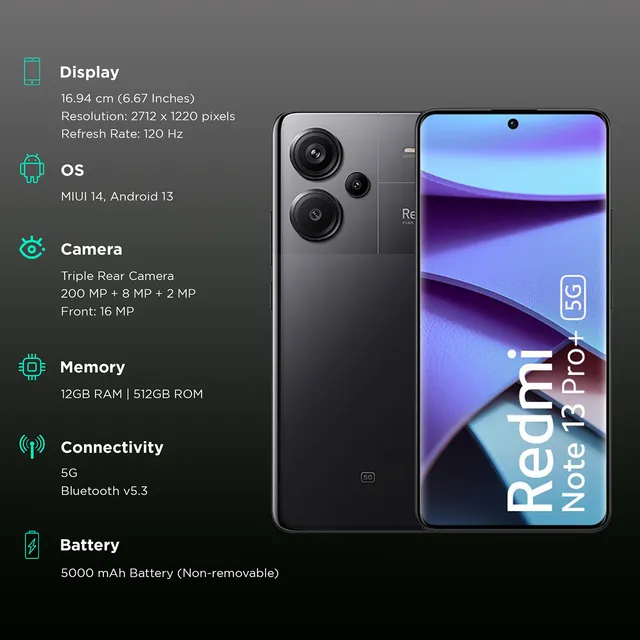 Display
16.94 cm (6.67 Inches)
Resolution: 2712 x 1220 pixels
Refresh Rate: 120 Hz
OS
MIUI 14, Android 13
Camera
Triple Rear Camera
200 MP + 8 MP + 2 MP
Front: 16 MP
Memory
12GB RAM | 512GB ROM
Connectivity
5G
Bluetooth v5.3
Battery
5000 mAh Battery (Non-removable)
Re
5G
Redmi
Note 13 Pro+ 5G